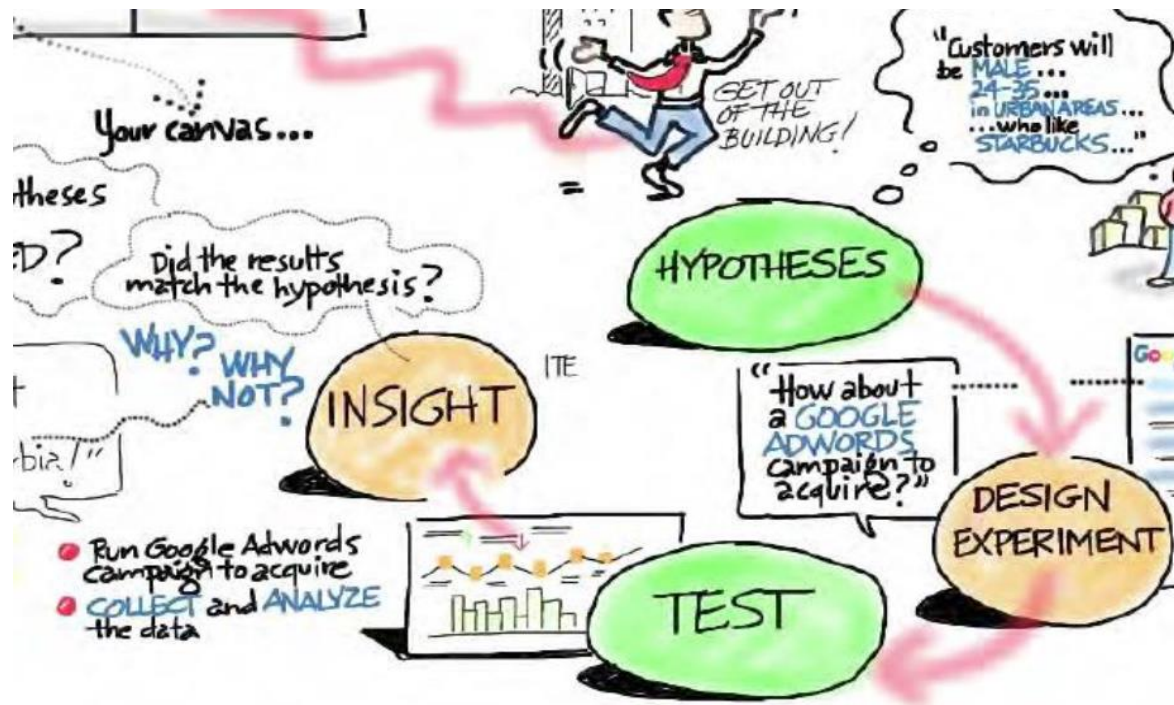 Your canvas...
GET OUT
OF THE
BUILDING!
"Customers will
be MALE...
24-35...
in URBAN AREAS...
...who like
STARBUCKS..."
theses
ED?
Did the results
match the hypothesis?
HYPOTHESES
WHY?
WHY
NOT?
INSIGHT
ITE
"How about
a GOOGLE
ADWORDS
campaign to
acquire?"
Go
DESIGN
EXPERIMENT
bia!"
Run Google Adwords
campaign to acquire
COLLECT and ANALYZE
the data
TEST